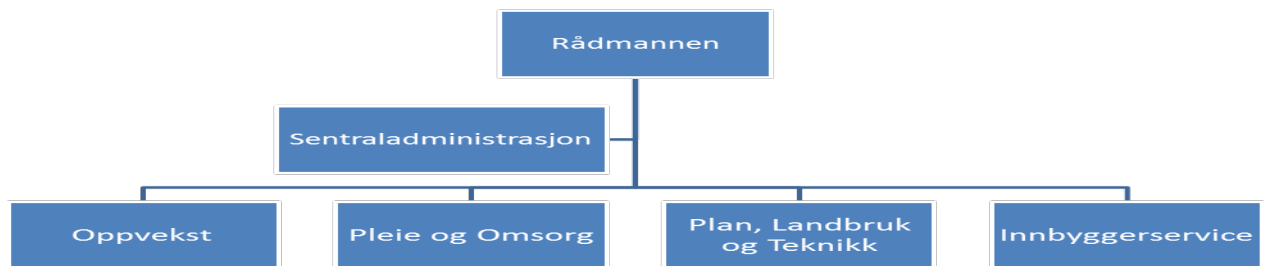 Rådmannen
Sentraladministrasjon
Oppvekst
Pleie og Omsorg
Plan, Landbruk
og Teknikk
Innbyggerservice